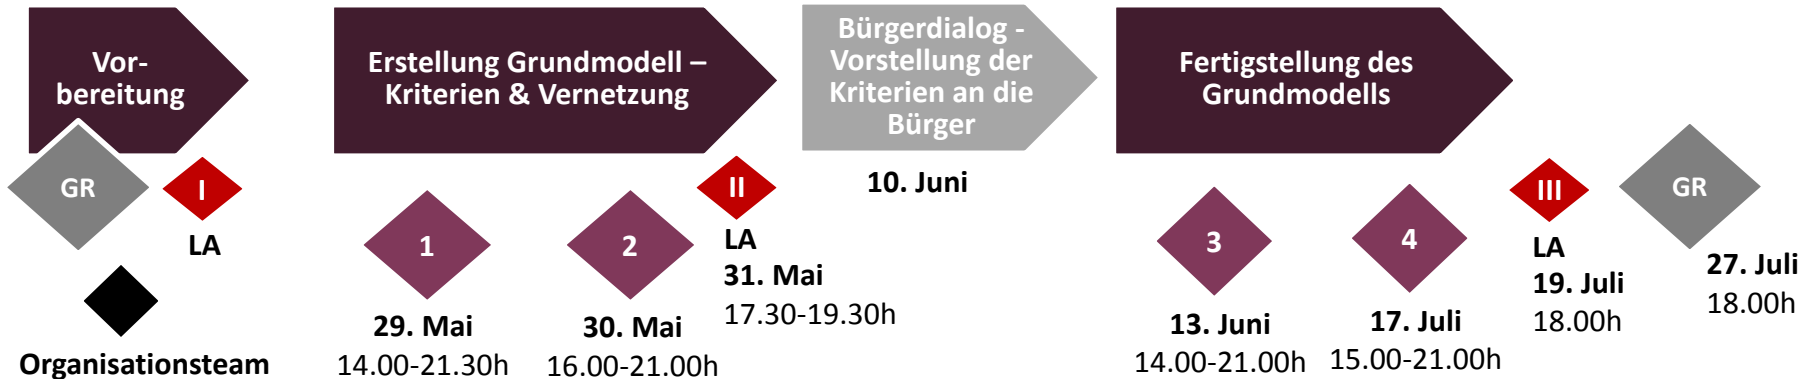 Vor-
bereitung
Erstellung Grundmodell –
Kriterien & Vernetzung
Bürgerdialog -
Vorstellung der
Kriterien an die
Bürger
Fertigstellung des
Grundmodells
GR
I
LA
Organisationsteam
1
29. Mai
14.00-21.30h
2
30. Mai
16.00-21.00h
II
LA
31. Mai
17.30-19.30h
10. Juni
3
13. Juni
14.00-21.00h
4
17. Juli
15.00-21.00h
III
LA
19. Juli
18.00h
GR
27. Juli
18.00h